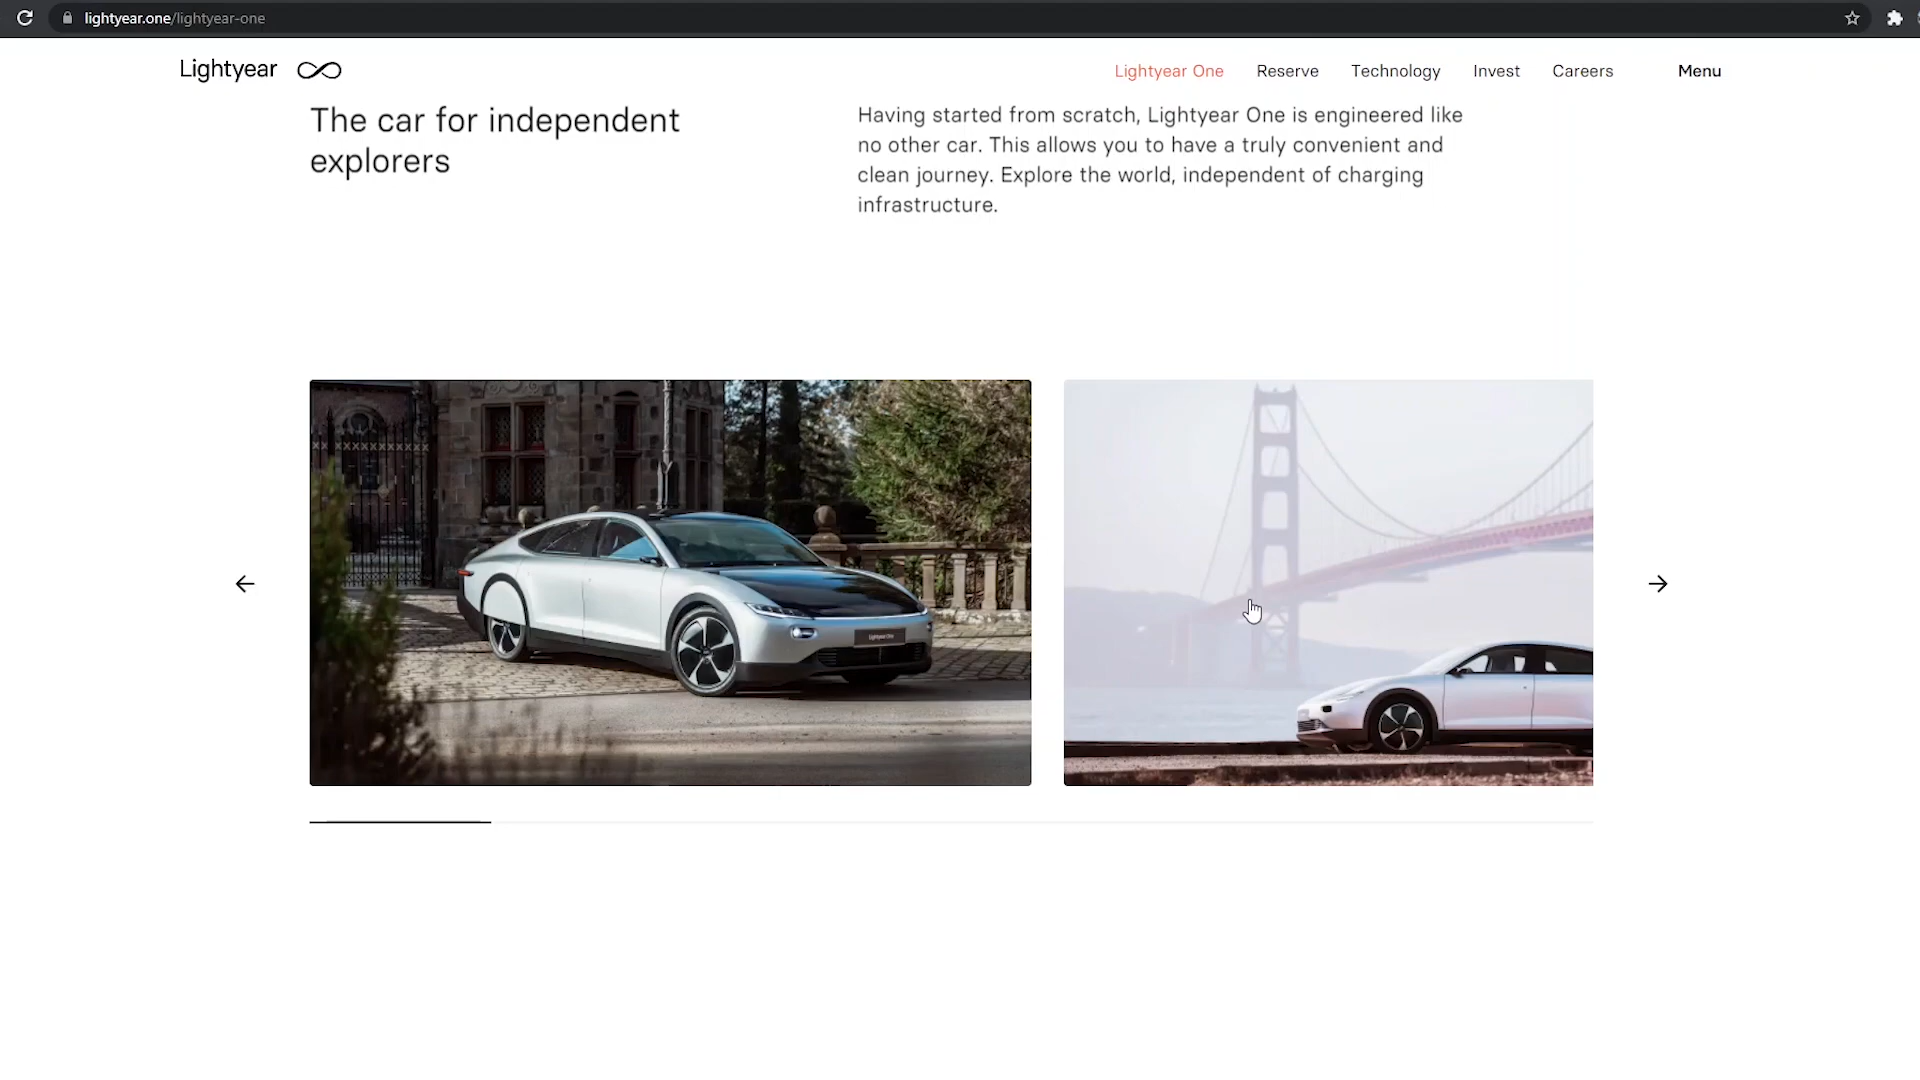 lightyear.one/lightyear-one
Lightyear
Lightyear One
Reserve
Technology
Invest
Careers
Menu
The car for independent
explorers
Having started from scratch, Lightyear One is engineered like
no other car. This allows you to have a truly convenient and
clean journey. Explore the world, independent of charging
infrastructure.
Lightyear One